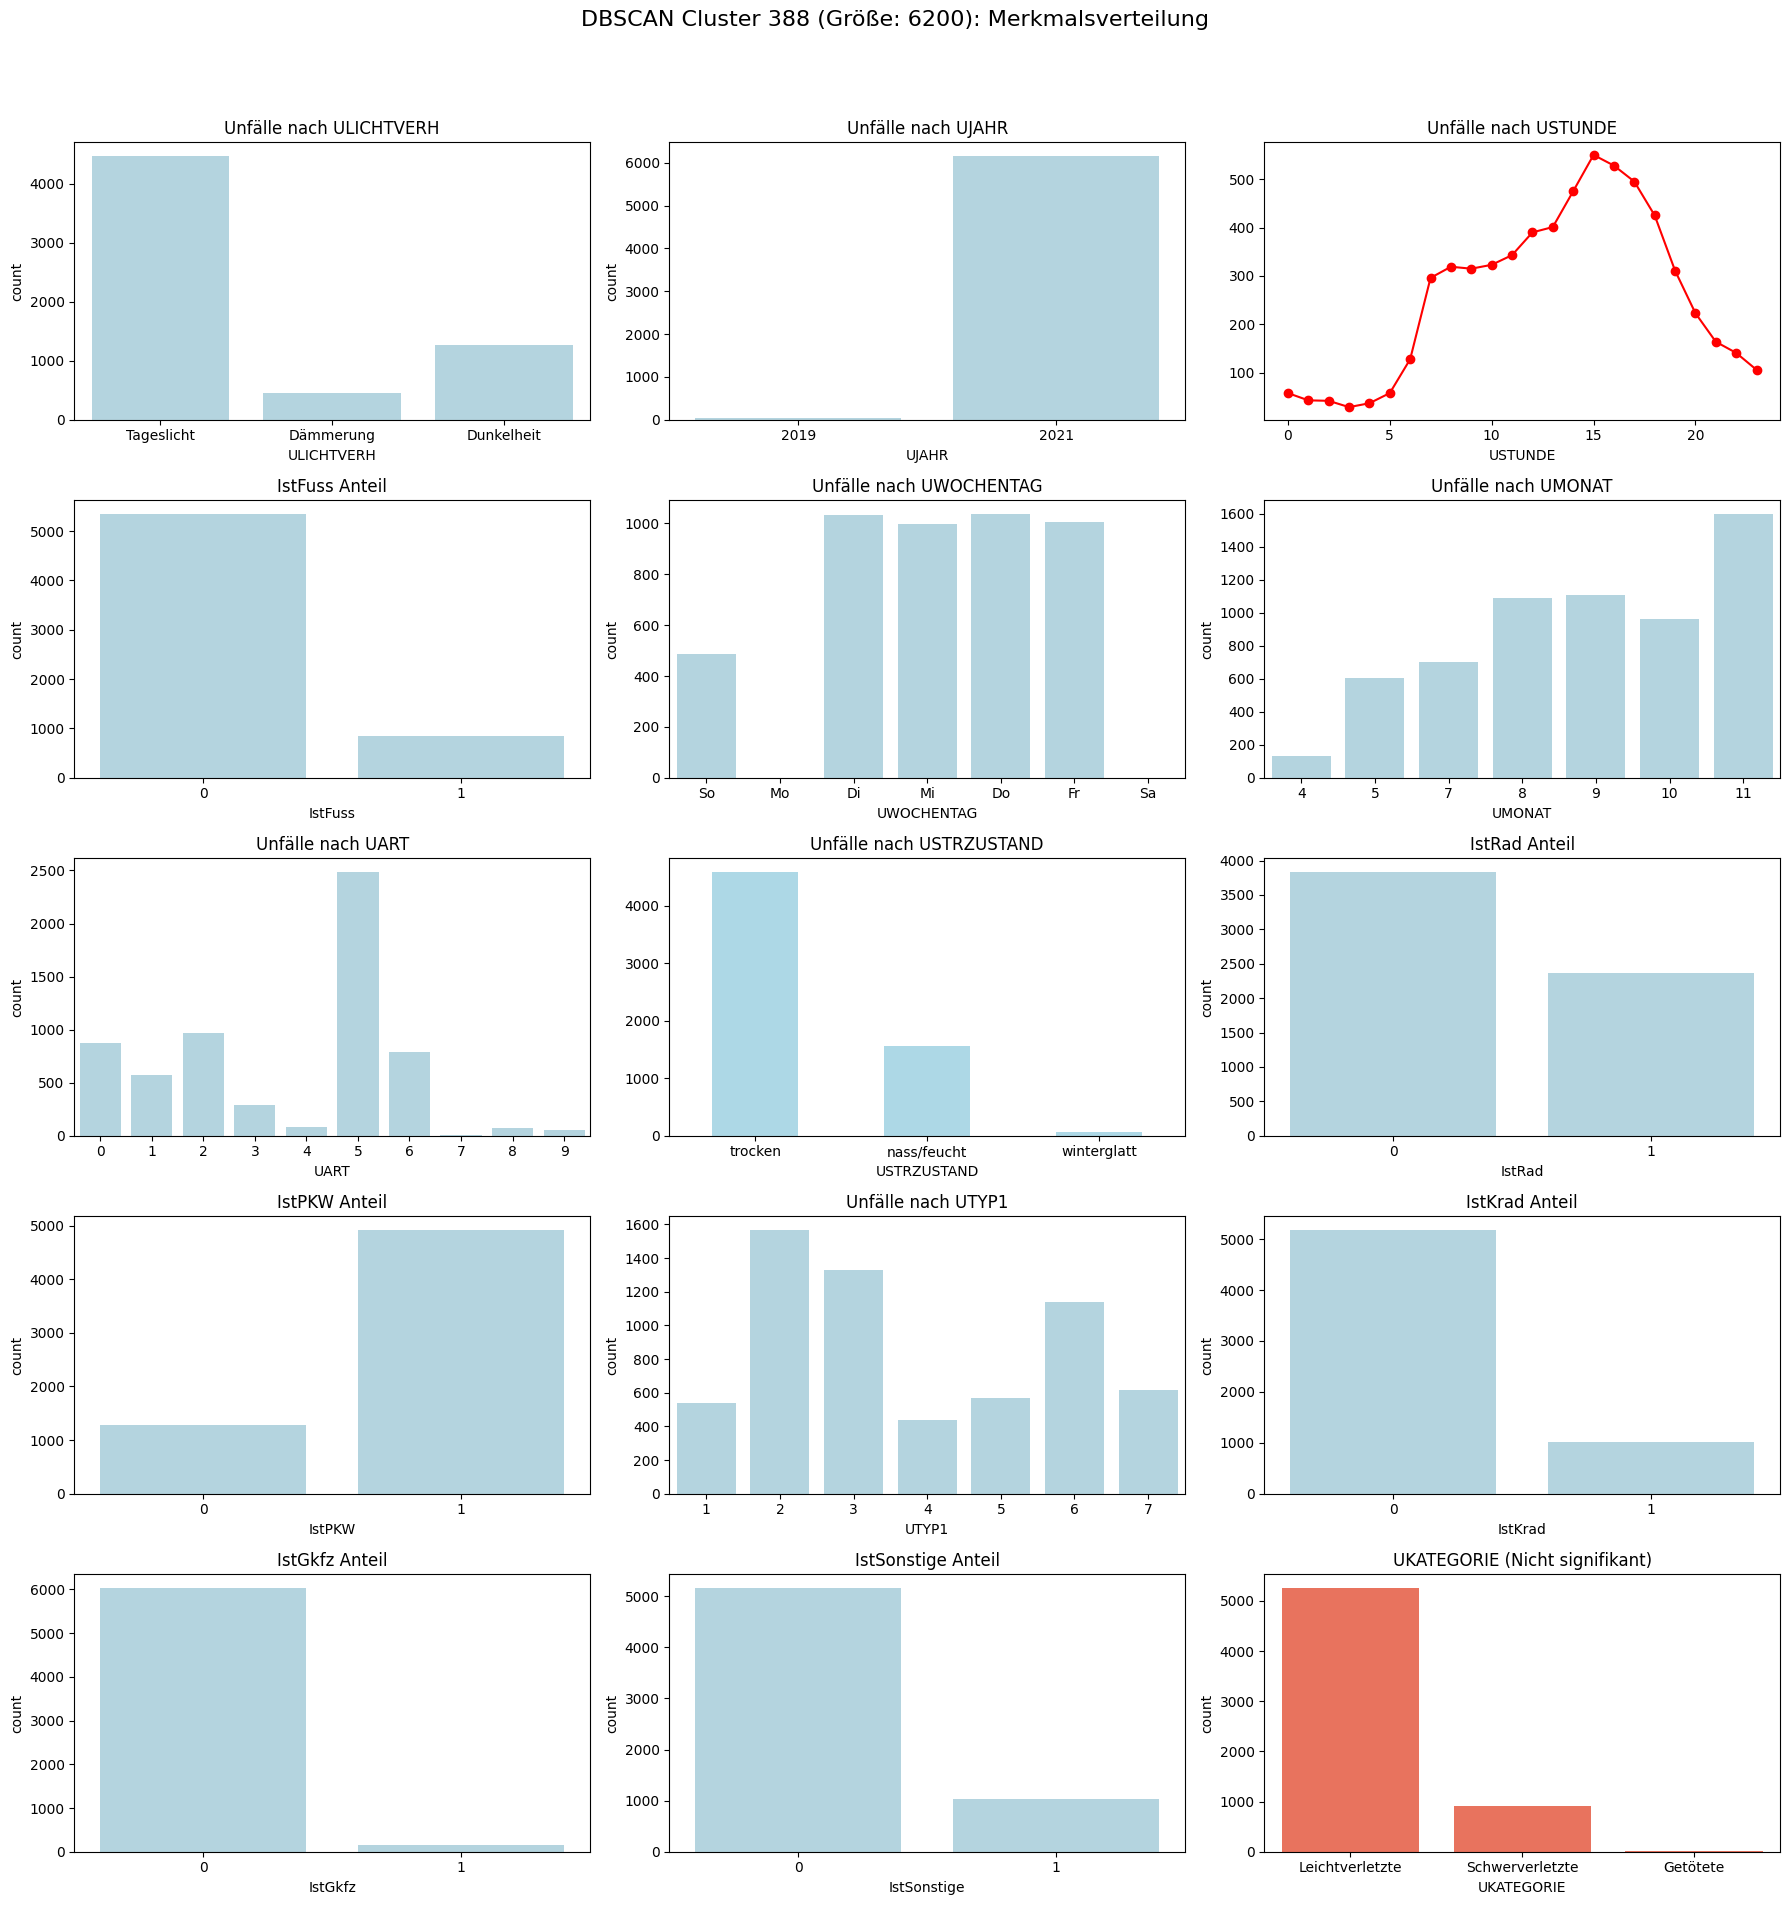 DBSCAN Cluster 388 (Größe: 6200): Merkmalsverteilung
Unfälle nach ULICHTVERH
count
4000
3000
2000
1000
0
Tageslicht Dämmerung Dunkelheit
ULICHTVERH
Unfälle nach UJAHR
count
6000
5000
4000
3000
2000
1000
0
2019 2021
UJAHR
Unfälle nach USTUNDE
500
400
300
200
100
0 5 10 15 20
USTUNDE
IstFuss Anteil
count
5000
4000
3000
2000
1000
0
0 1
IstFuss
Unfälle nach UWOCHENTAG
count
1000
800
600
400
200
0
So Mo Di Mi Do Fr Sa
UWOCHENTAG
Unfälle nach UMONAT
count
1600
1400
1200
1000
800
600
400
200
0
4 5 7 8 9 10 11
UMONAT
Unfälle nach UART
count
2500
2000
1500
1000
500
0
0 1 2 3 4 5 6 7 8 9
UART
Unfälle nach USTRZUSTAND
count
4000
3000
2000
1000
0
trocken nass/feucht winterglatt
USTRZUSTAND
IstRad Anteil
count
4000
3500
3000
2500
2000
1500
1000
500
0
0 1
IstRad
IstPKW Anteil
count
5000
4000
3000
2000
1000
0
0 1
IstPKW
Unfälle nach UTYP1
count
1600
1400
1200
1000
800
600
400
200
0
1 2 3 4 5 6 7
UTYP1
IstKrad Anteil
count
5000
4000
3000
2000
1000
0
0 1
IstKrad
IstGkfz Anteil
count
6000
5000
4000
3000
2000
1000
0
0 1
IstGkfz
IstSonstige Anteil
count
5000
4000
3000
2000
1000
0
0 1
IstSonstige
UKATEGORIE (Nicht signifikant)
count
5000
4000
3000
2000
1000
0
Leichtverletzte Schwerverletzte Getötete
UKATEGORIE